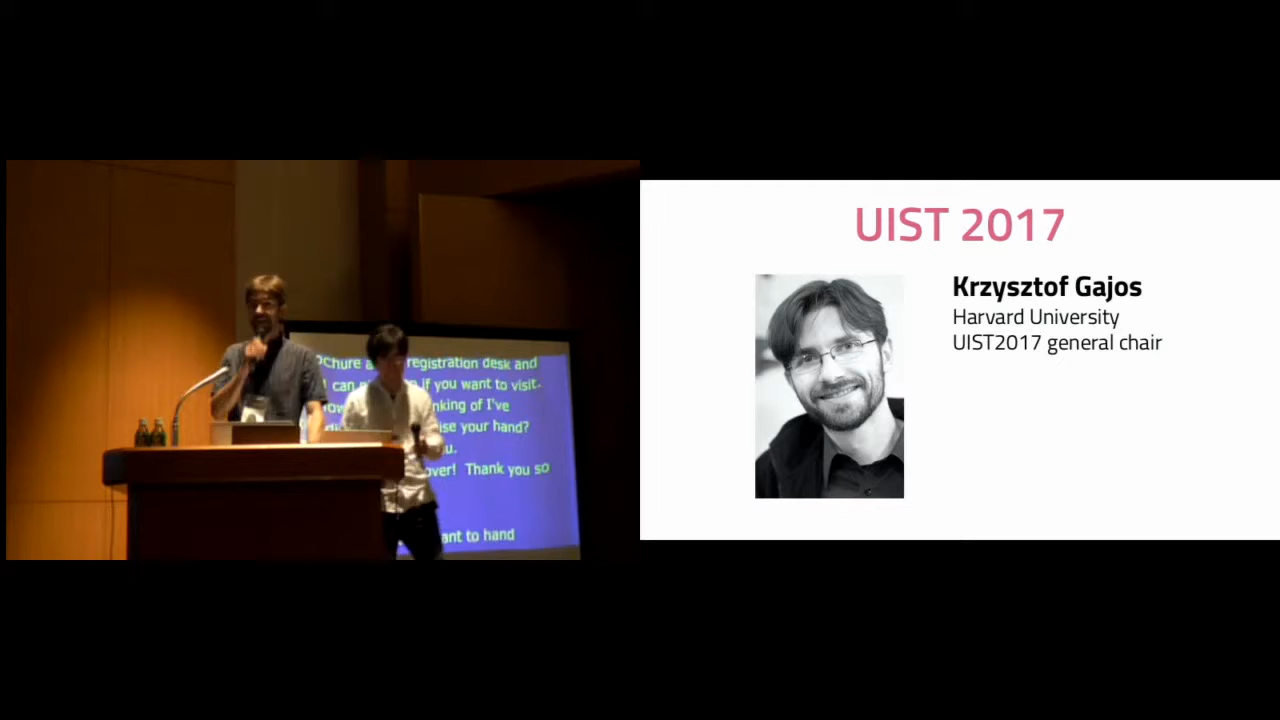 ochure a registration desk and
can if you want to visit.
nking of I've
ise your hand?
u.
over! Thank you so
ant to hand
UIST 2017
Krzysztof Gajos
Harvard University
UIST2017 general chair